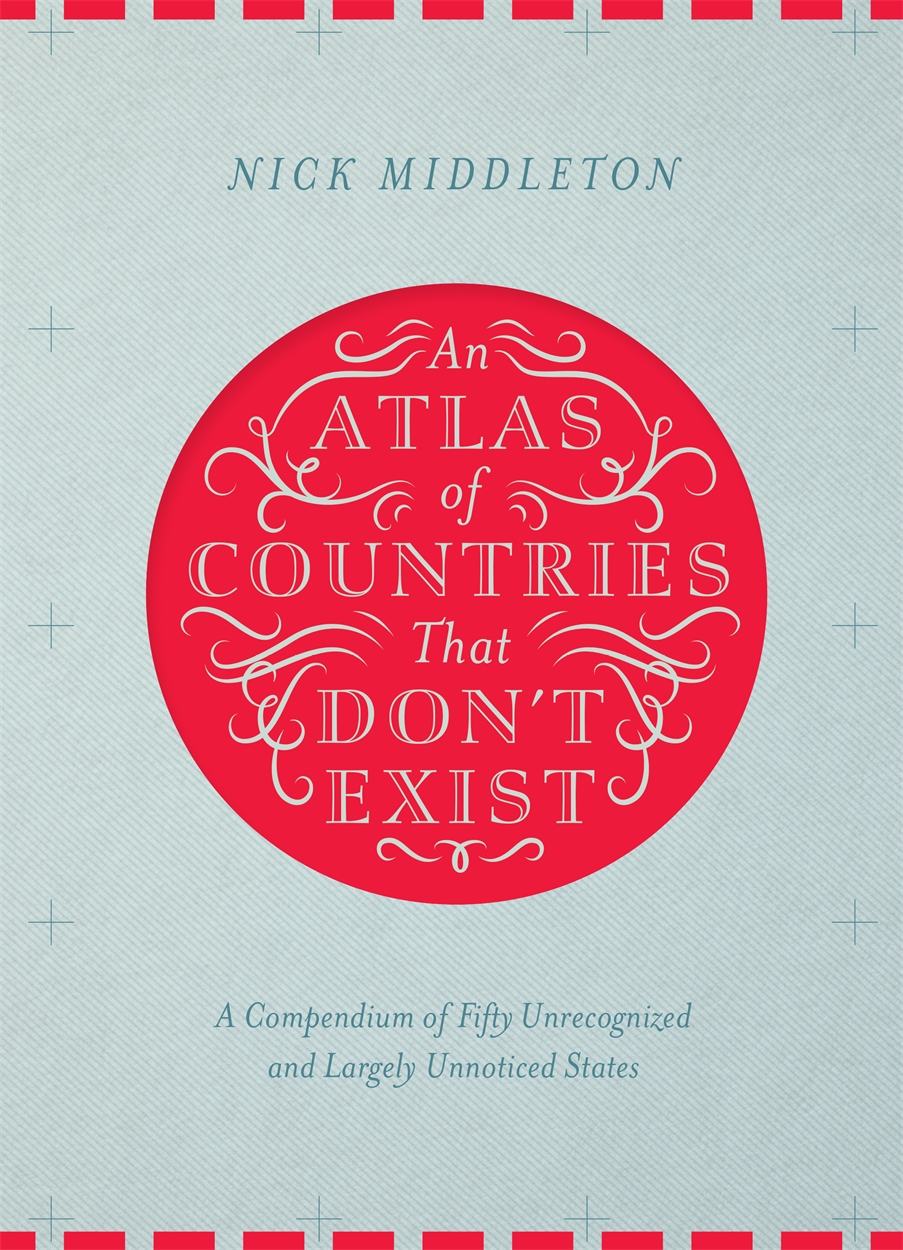 NICK MIDDLETON
An
ATLAS
of
COUNTRIES
That
DON'T
EXIST
A Compendium of Fifty Unrecognized
and Largely Unnoticed States